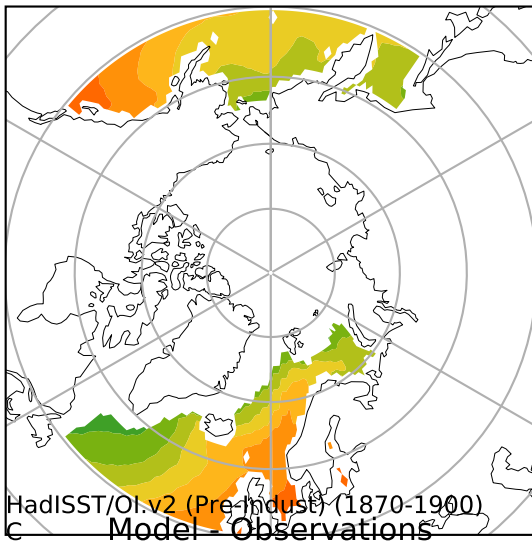 HadISST/OI.v2 (Pre-Indust) (1870-1900)
C Model - Observations